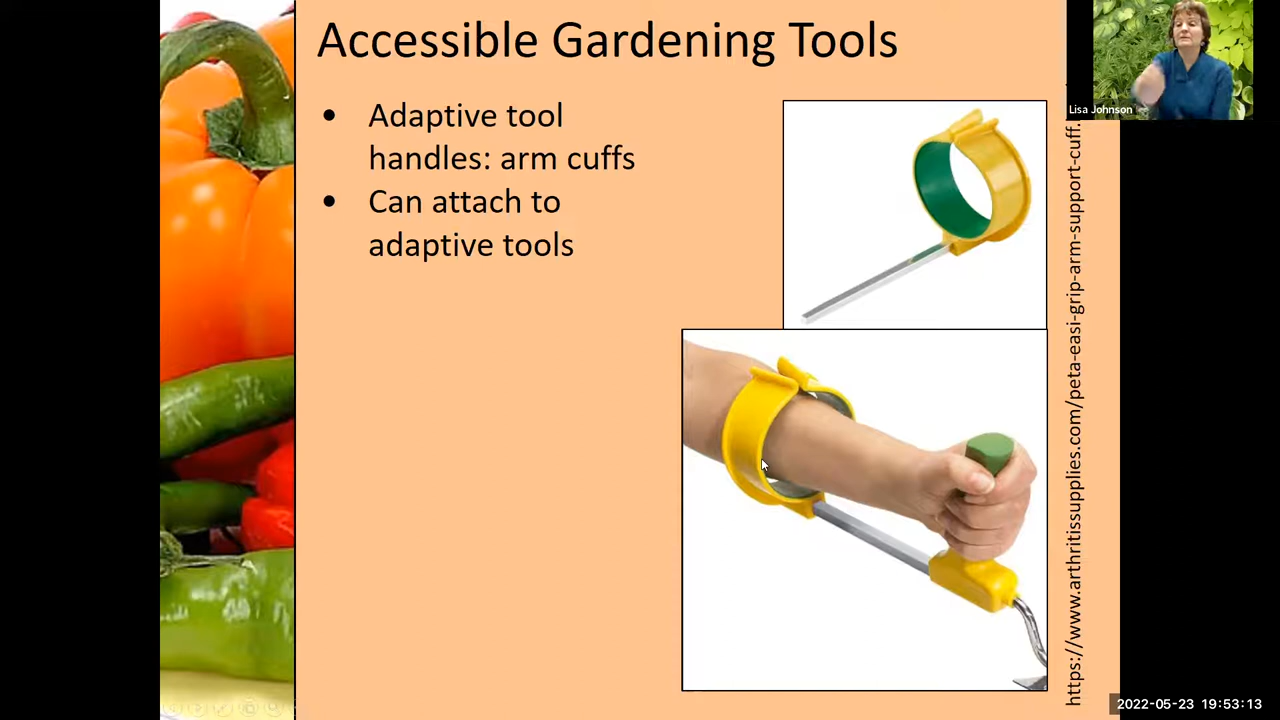 Accessible Gardening Tools
• Adaptive tool
handles: arm cuffs
• Can attach to
adaptive tools
https://www.arthritissupplies.com/peta-easi-grip-arm-support-cuff.
Lisa Johnson
2022-05-23 19:53:13